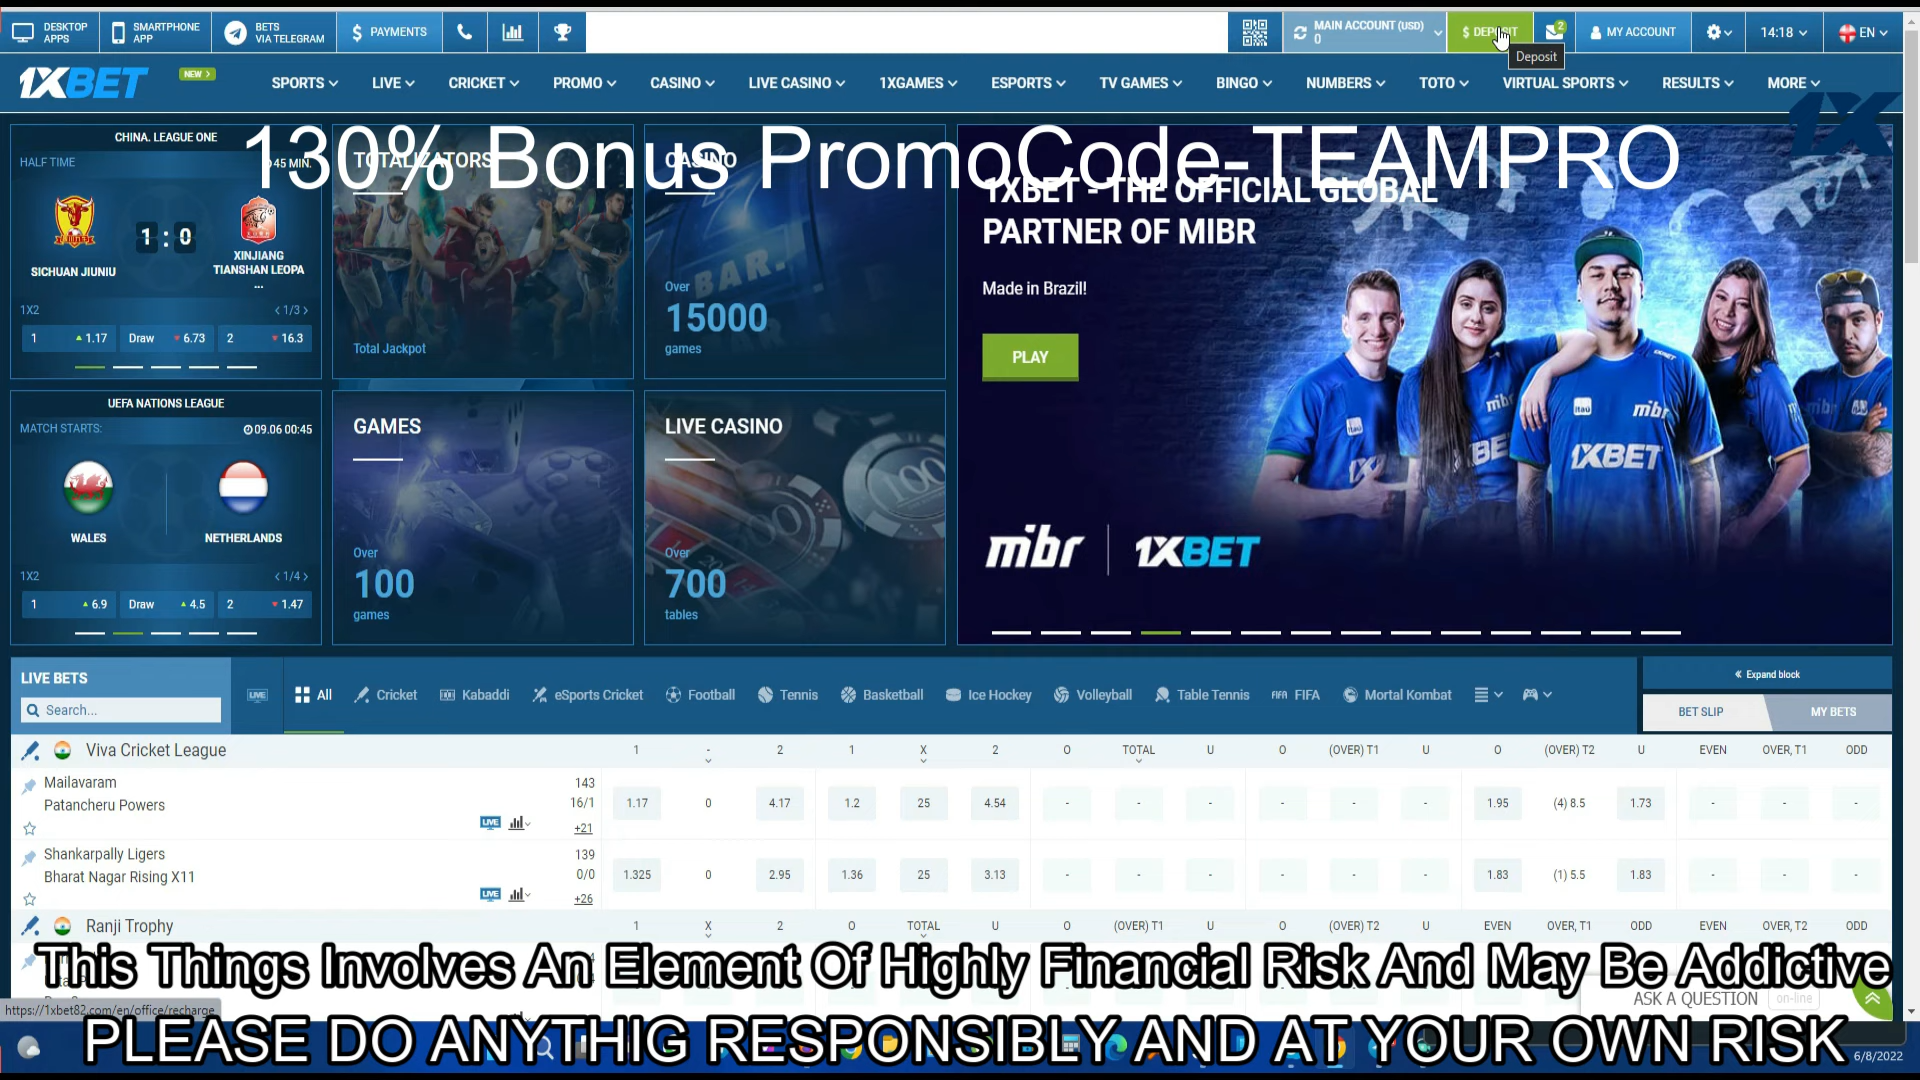 DESKTOP APPS
SMARTPHONE APP
BETS VIA TELEGRAM
$ PAYMENTS
MAIN ACCOUNT (USD)
0
$ DEPOSIT
2
MY ACCOUNT
14:18
EN
Deposit
1XBET
NEW >
SPORTS
LIVE
CRICKET
PROMO
CASINO
LIVE CASINO
1XGAMES
ESPORTS
TV GAMES
BINGO
NUMBERS
TOTO
VIRTUAL SPORTS
RESULTS
MORE
130% Bonus PromoCode-TEAMPRO
CHINA. LEAGUE ONE
HALF TIME
45 MIN.
1 : 0
SICHUAN JIUNIU
XINJIANG TIANSHAN LEOPA ...
1X2
< 1/3 >
1 1.17 Draw 6.73 2 16.3
TOTALIZATORS
Total Jackpot
CASINO
Over
15000
games
1XBET - THE OFFICIAL GLOBAL
PARTNER OF MIBR
Made in Brazil!
PLAY
mibr | 1XBET
1X
UEFA NATIONS LEAGUE
MATCH STARTS:
09.06 00:45
WALES
NETHERLANDS
1X2
< 1/4 >
1 6.9 Draw 4.5 2 1.47
GAMES
Over
100
games
LIVE CASINO
Over
700
tables
LIVE BETS
Search...
LIVE
All
Cricket
Kabaddi
eSports Cricket
Football
Tennis
Basketball
Ice Hockey
Volleyball
Table Tennis
FIFA
Mortal Kombat
« Expand block
BET SLIP
MY BETS
Viva Cricket League 1 - 2 1 X 2 O TOTAL U O (OVER) T1 U O (OVER) T2 U EVEN OVER, T1 ODD
Mailavaram 143
Patancheru Powers 16/1
1.17 0 4.17 1.2 25 4.54 - - - - - - 1.95 (4) 8.5 1.73 - - -
LIVE +21
Shankarpally Ligers 139
Bharat Nagar Rising X11 0/0
1.325 0 2.95 1.36 25 3.13 - - - - - - 1.83 (1) 5.5 1.83 - - -
LIVE +26
Ranji Trophy 1 X 2 O TOTAL U O (OVER) T1 U O (OVER) T2 U EVEN OVER, T1 ODD EVEN OVER, T2 ODD
This Things Involves An Element Of Highly Financial Risk And May Be Addictive
ASK A QUESTION
on-line
https://1xbet82.com/en/office/recharge
PLEASE DO ANYTHIG RESPONSIBLY AND AT YOUR OWN RISK
6/8/2022